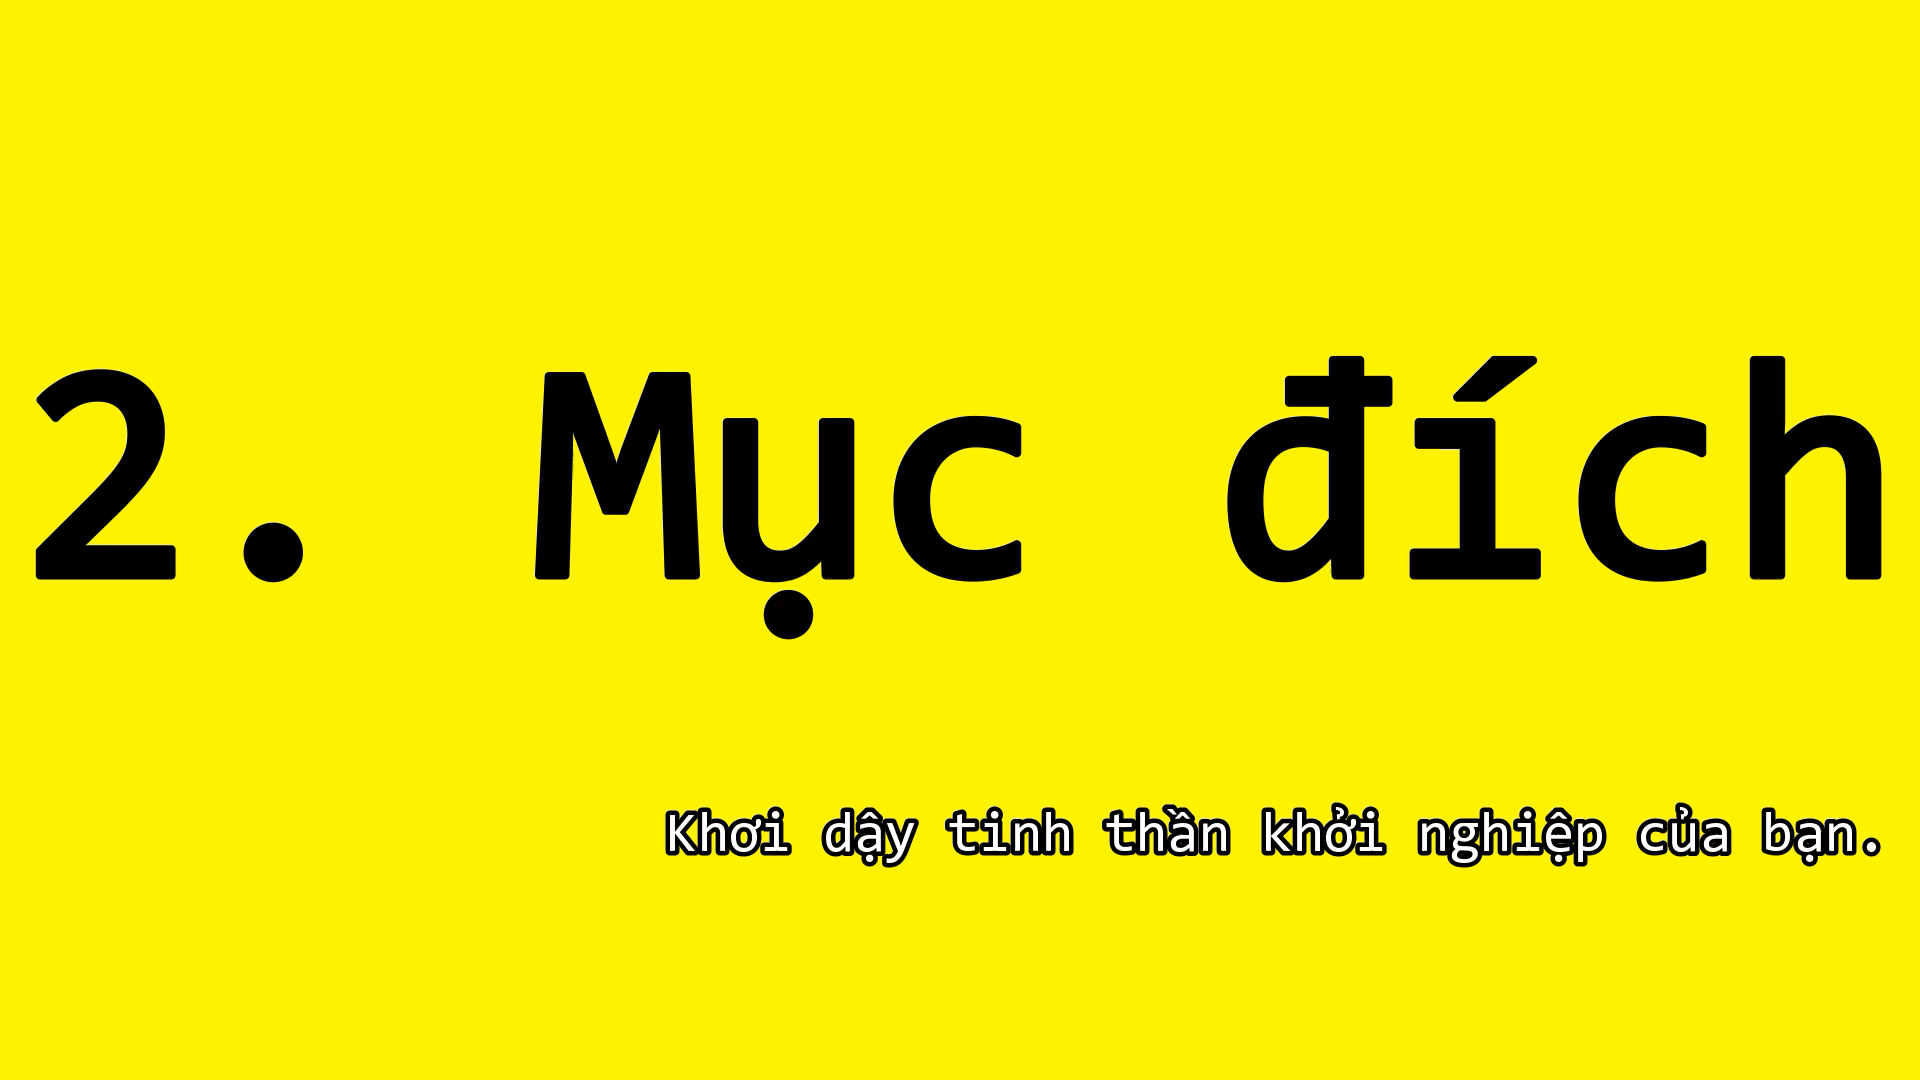 2. Mục đích
Khơi dậy tinh thần khởi nghiệp của bạn.